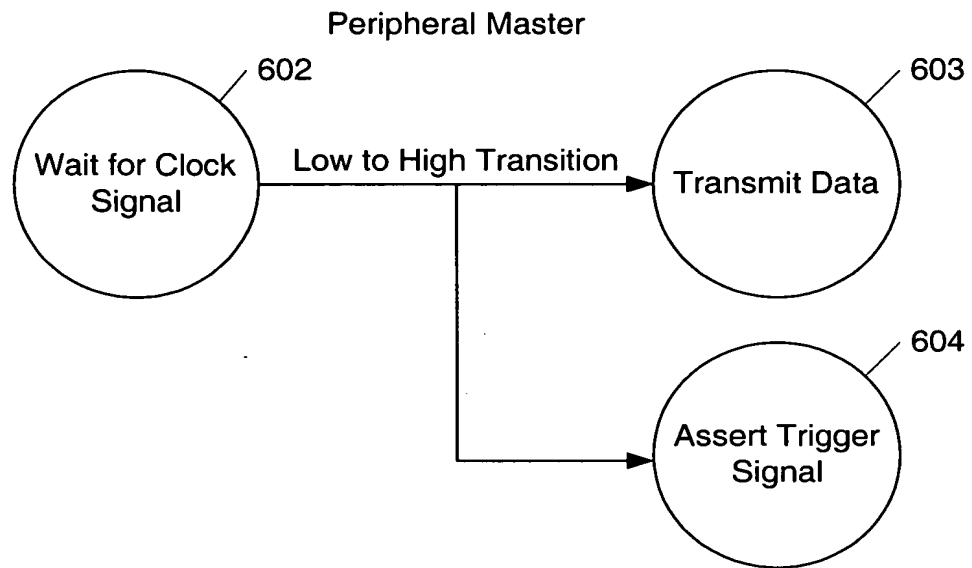 Peripheral Master
602
603
Wait for Clock
Signal
Low to High Transition
Transmit Data
604
Assert Trigger
Signal